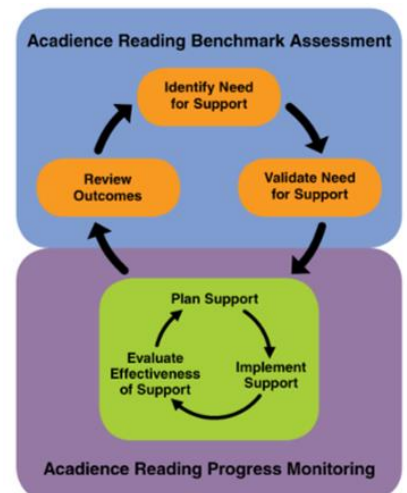 Acadience Reading Benchmark Assessment
Identify Need
for Support
Review
Outcomes
Validate Need
for Support
Plan Support
Evaluate
Effectiveness
of Support
Implement
Support
Acadience Reading Progress Monitoring